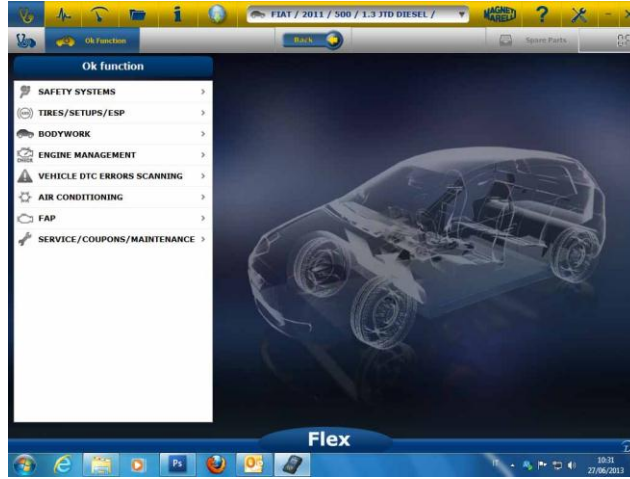 FIAT / 2011 / 500 / 1.3 JTD DIESEL /
MAGNETI
MARELLI
Ok Function
Back
Spare Parts
Ok function
SAFETY SYSTEMS
TIRES/SETUPS/ESP
BODYWORK
ENGINE MANAGEMENT
VEHICLE DTC ERRORS SCANNING
AIR CONDITIONING
FAP
SERVICE/COUPONS/MAINTENANCE
Flex
Ps
IT
10:31
27/06/2013